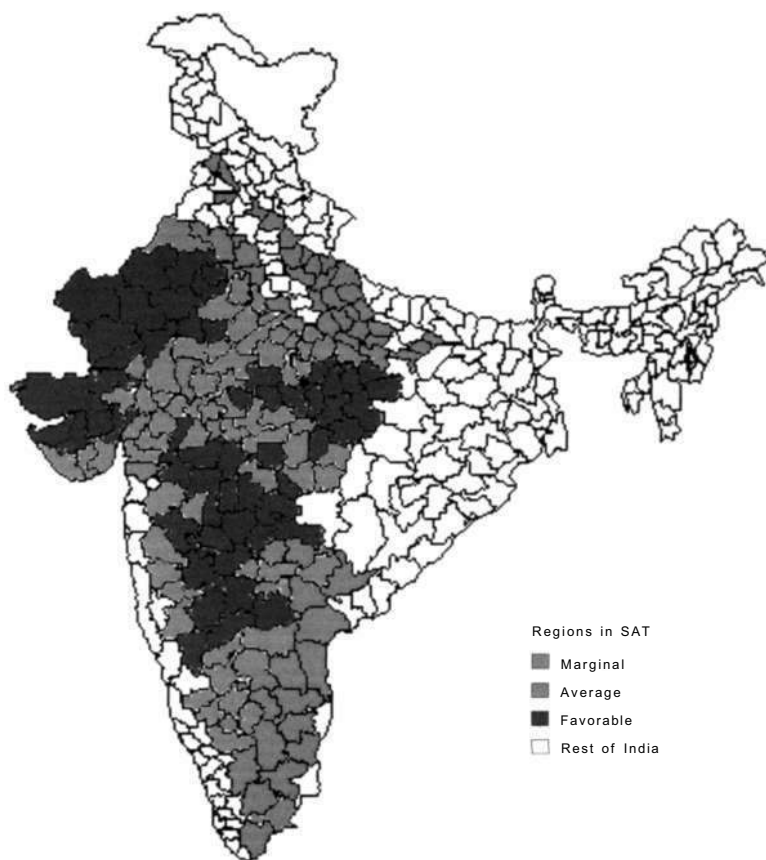 Regions in SAT
Marginal
Average
Favorable
Rest of India